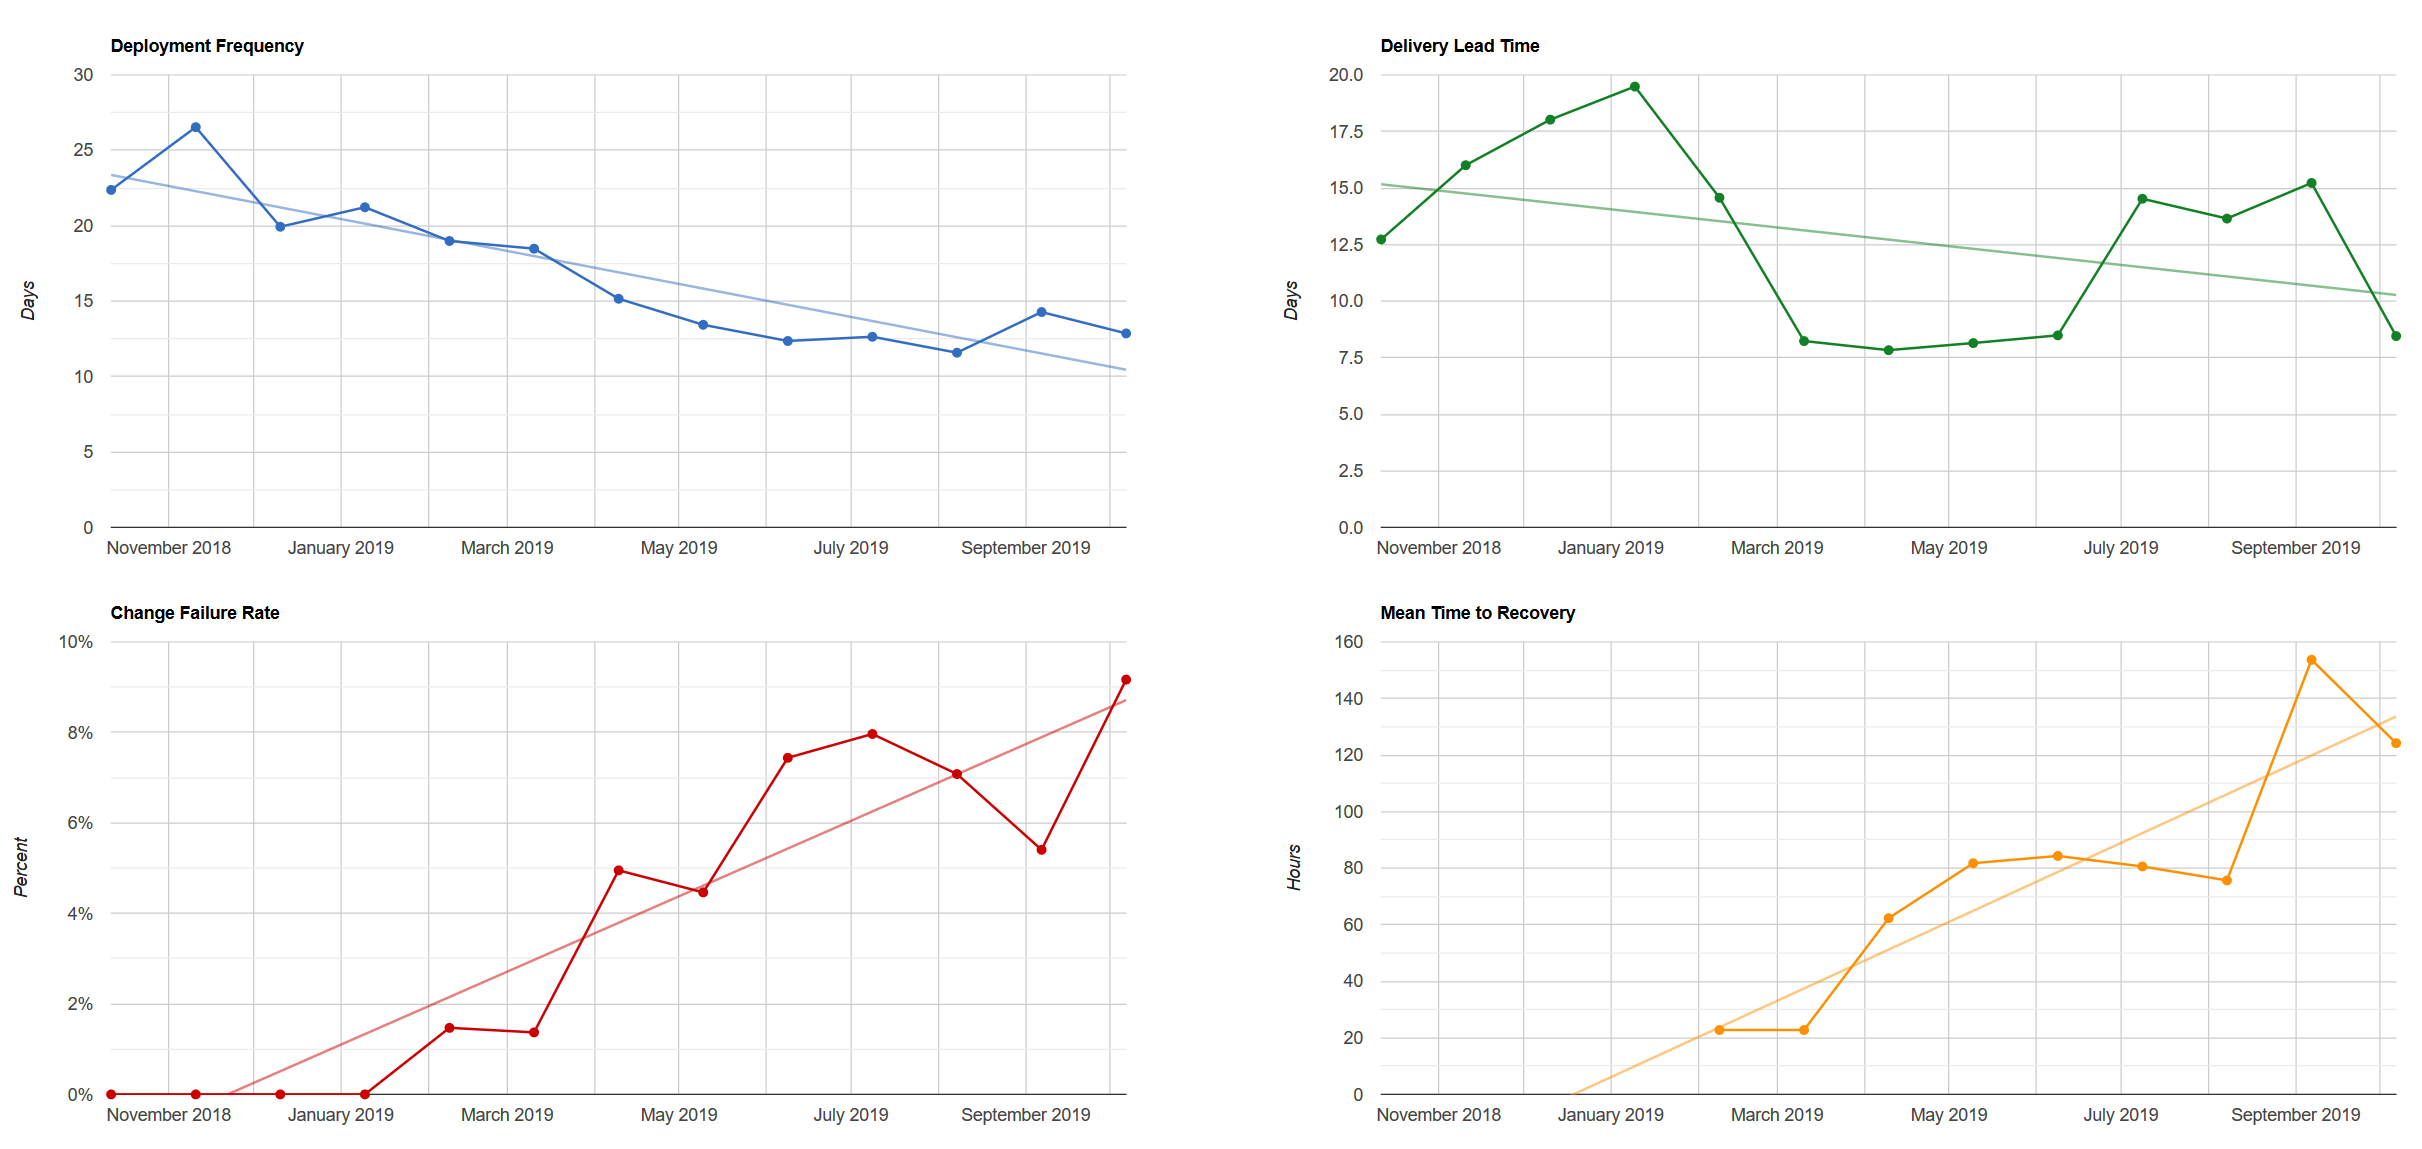 Deployment Frequency
30
25
20
15
10
5
0
Days
November 2018 January 2019 March 2019 May 2019 July 2019 September 2019
Delivery Lead Time
20.0
17.5
15.0
12.5
10.0
7.5
5.0
2.5
0.0
Days
November 2018 January 2019 March 2019 May 2019 July 2019 September 2019
Change Failure Rate
10%
8%
6%
4%
2%
0%
Percent
November 2018 January 2019 March 2019 May 2019 July 2019 September 2019
Mean Time to Recovery
160
140
120
100
80
60
40
20
0
Hours
November 2018 January 2019 March 2019 May 2019 July 2019 September 2019